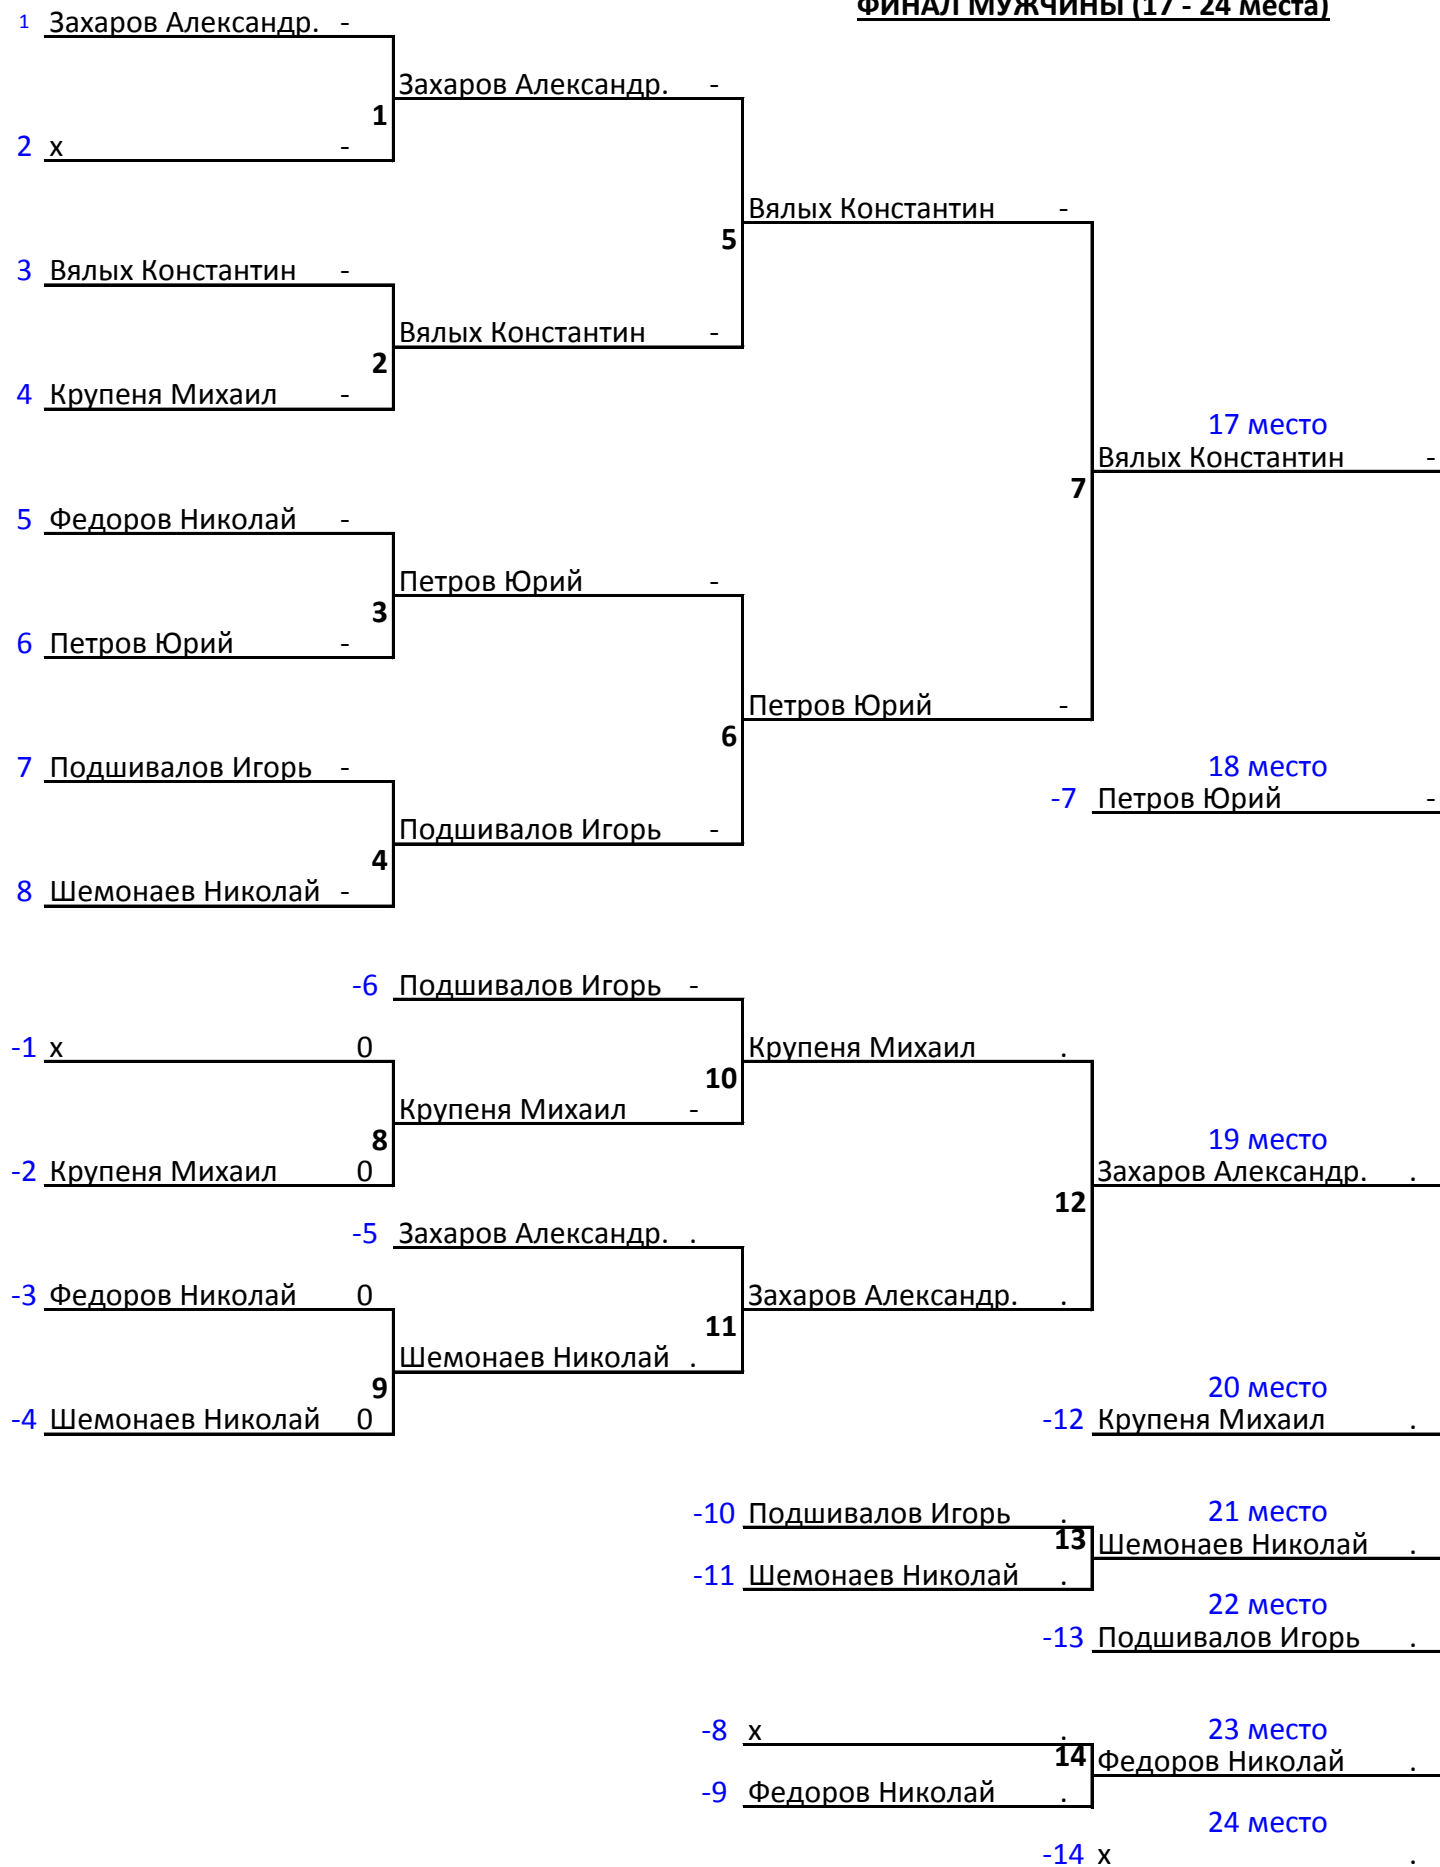 ФИНАЛ МУЖЧИНЫ (17 - 24 места)
1 Захаров Александр. -
Захаров Александр. -
1
2 х -
Вялых Константин -
5
3 Вялых Константин -
Вялых Константин -
2
4 Крупеня Михаил -
17 место
Вялых Константин -
7
5 Федоров Николай -
Петров Юрий -
3
6 Петров Юрий -
Петров Юрий -
6
7 Подшивалов Игорь -
18 место
-7 Петров Юрий -
Подшивалов Игорь -
4
8 Шемонаев Николай -
-6 Подшивалов Игорь -
-1 х 0
Крупеня Михаил .
10
Крупеня Михаил -
8
19 место
-2 Крупеня Михаил 0
Захаров Александр. .
12
-5 Захаров Александр. .
-3 Федоров Николай 0
Захаров Александр. .
11
Шемонаев Николай .
9
20 место
-4 Шемонаев Николай 0
-12 Крупеня Михаил .
-10 Подшивалов Игорь .
21 место
13 Шемонаев Николай .
-11 Шемонаев Николай .
22 место
-13 Подшивалов Игорь .
-8 х .
23 место
14 Федоров Николай .
-9 Федоров Николай .
24 место
-14 х .